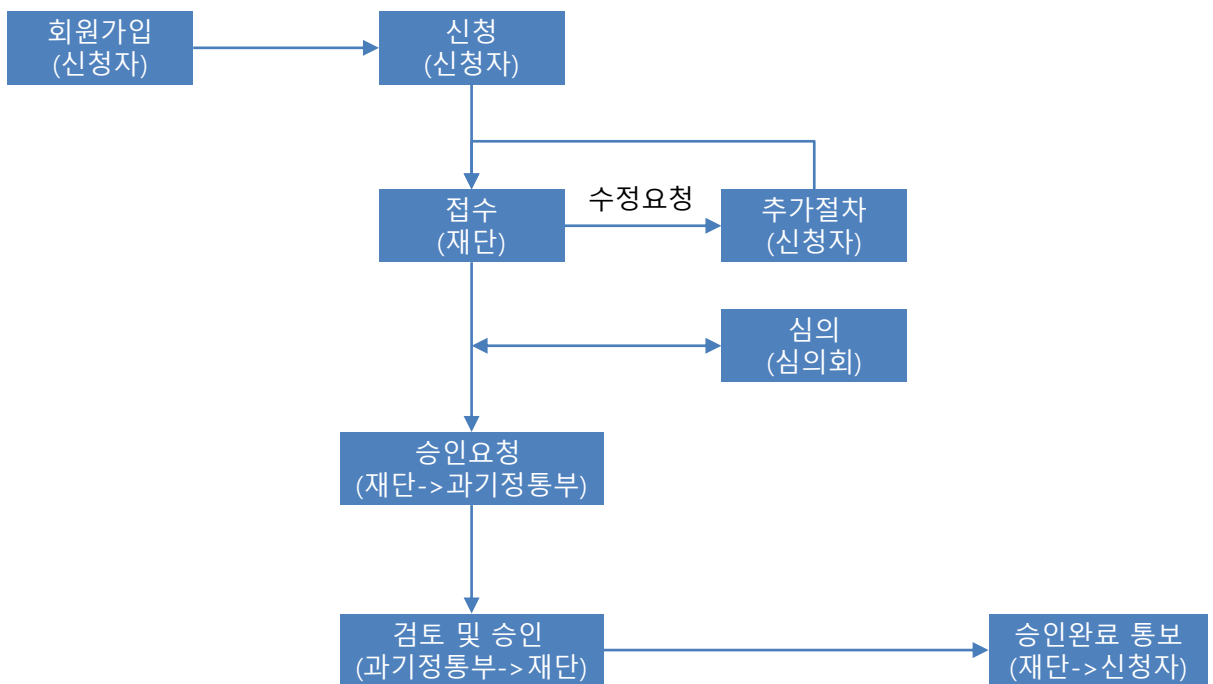 회원가입
(신청자)
신청
(신청자)
접수
(재단)
수정요청
추가절차
(신청자)
심의
(심의회)
승인요청
(재단->과기정통부)
검토 및 승인
(과기정통부->재단)
승인완료 통보
(재단->신청자)